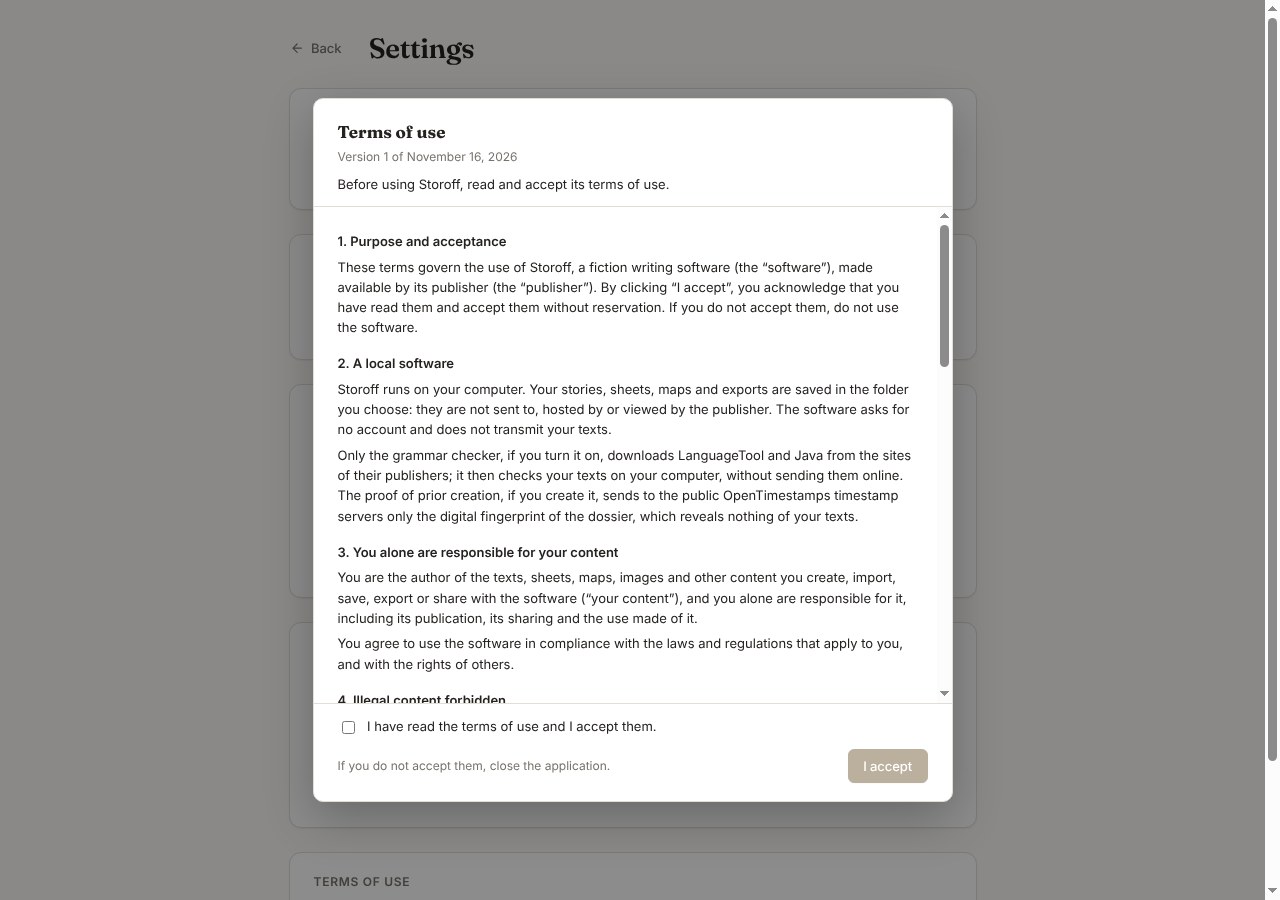 Back
Settings
Terms of use
Version 1 of November 16, 2026
Before using Storoff, read and accept its terms of use.
1. Purpose and acceptance
These terms govern the use of Storoff, a fiction writing software (the “software”), made
available by its publisher (the “publisher”). By clicking “I accept”, you acknowledge that you
have read them and accept them without reservation. If you do not accept them, do not use
the software.
2. A local software
Storoff runs on your computer. Your stories, sheets, maps and exports are saved in the folder
you choose: they are not sent to, hosted by or viewed by the publisher. The software asks for
no account and does not transmit your texts.
Only the grammar checker, if you turn it on, downloads LanguageTool and Java from the sites
of their publishers; it then checks your texts on your computer, without sending them online.
The proof of prior creation, if you create it, sends to the public OpenTimestamps timestamp
servers only the digital fingerprint of the dossier, which reveals nothing of your texts.
3. You alone are responsible for your content
You are the author of the texts, sheets, maps, images and other content you create, import,
save, export or share with the software (“your content”), and you alone are responsible for it,
including its publication, its sharing and the use made of it.
You agree to use the software in compliance with the laws and regulations that apply to you,
and with the rights of others.
4. Illegal content forbidden
I have read the terms of use and I accept them.
If you do not accept them, close the application.
I accept
TERMS OF USE